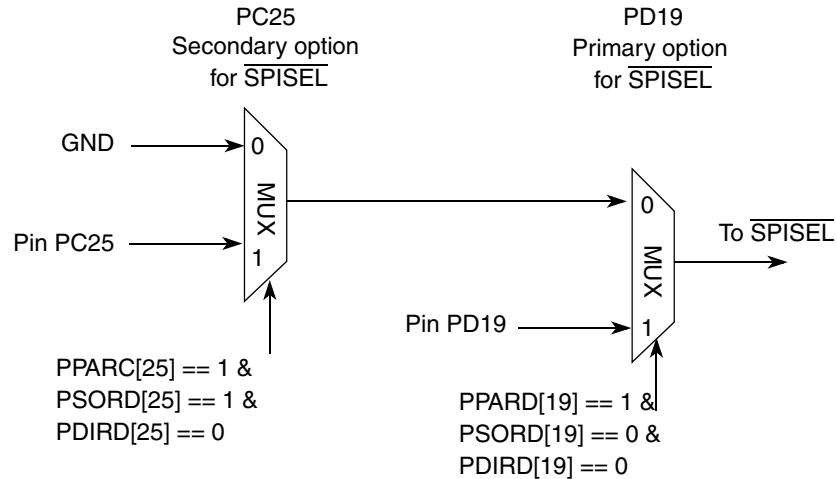 PC25
Secondary option
for SPISEL
PD19
Primary option
for SPISEL
GND
0
MUX
Pin PC25
1
0
MUX
To SPISEL
Pin PD19
1
PPARC[25] == 1 &
PSORD[25] == 1 &
PDIRD[25] == 0
PPARD[19] == 1 &
PSORD[19] == 0 &
PDIRD[19] == 0